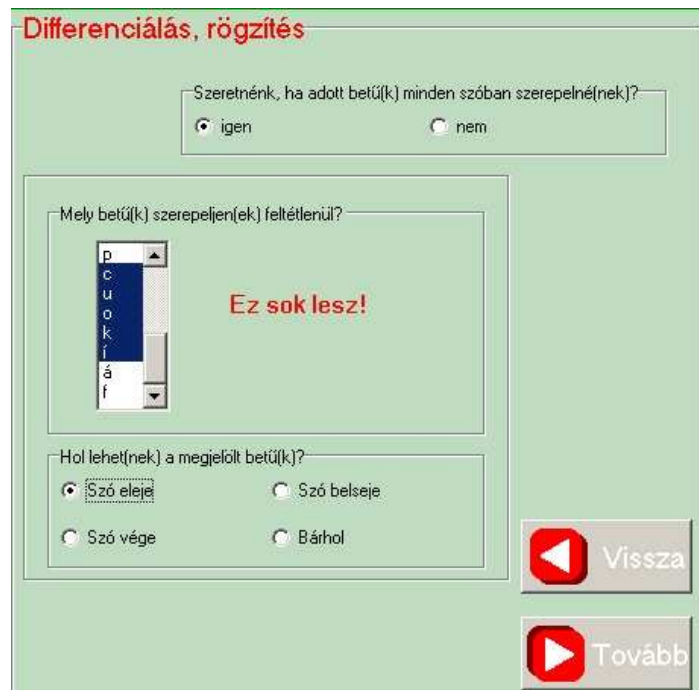 Differenciálás, rögzítés
Szeretnénk, ha adott betű(k) minden szóban szerepelné(nek)?
igen
nem
Mely betű(k) szerepeljen(ek) feltétlenül?
p
c
u
o
k
í
á
f
Ez sok lesz!
Hol lehet(nek) a megjelölt betű(k)?
Szó eleje
Szó belseje
Szó vége
Bárhol
Vissza
Tovább